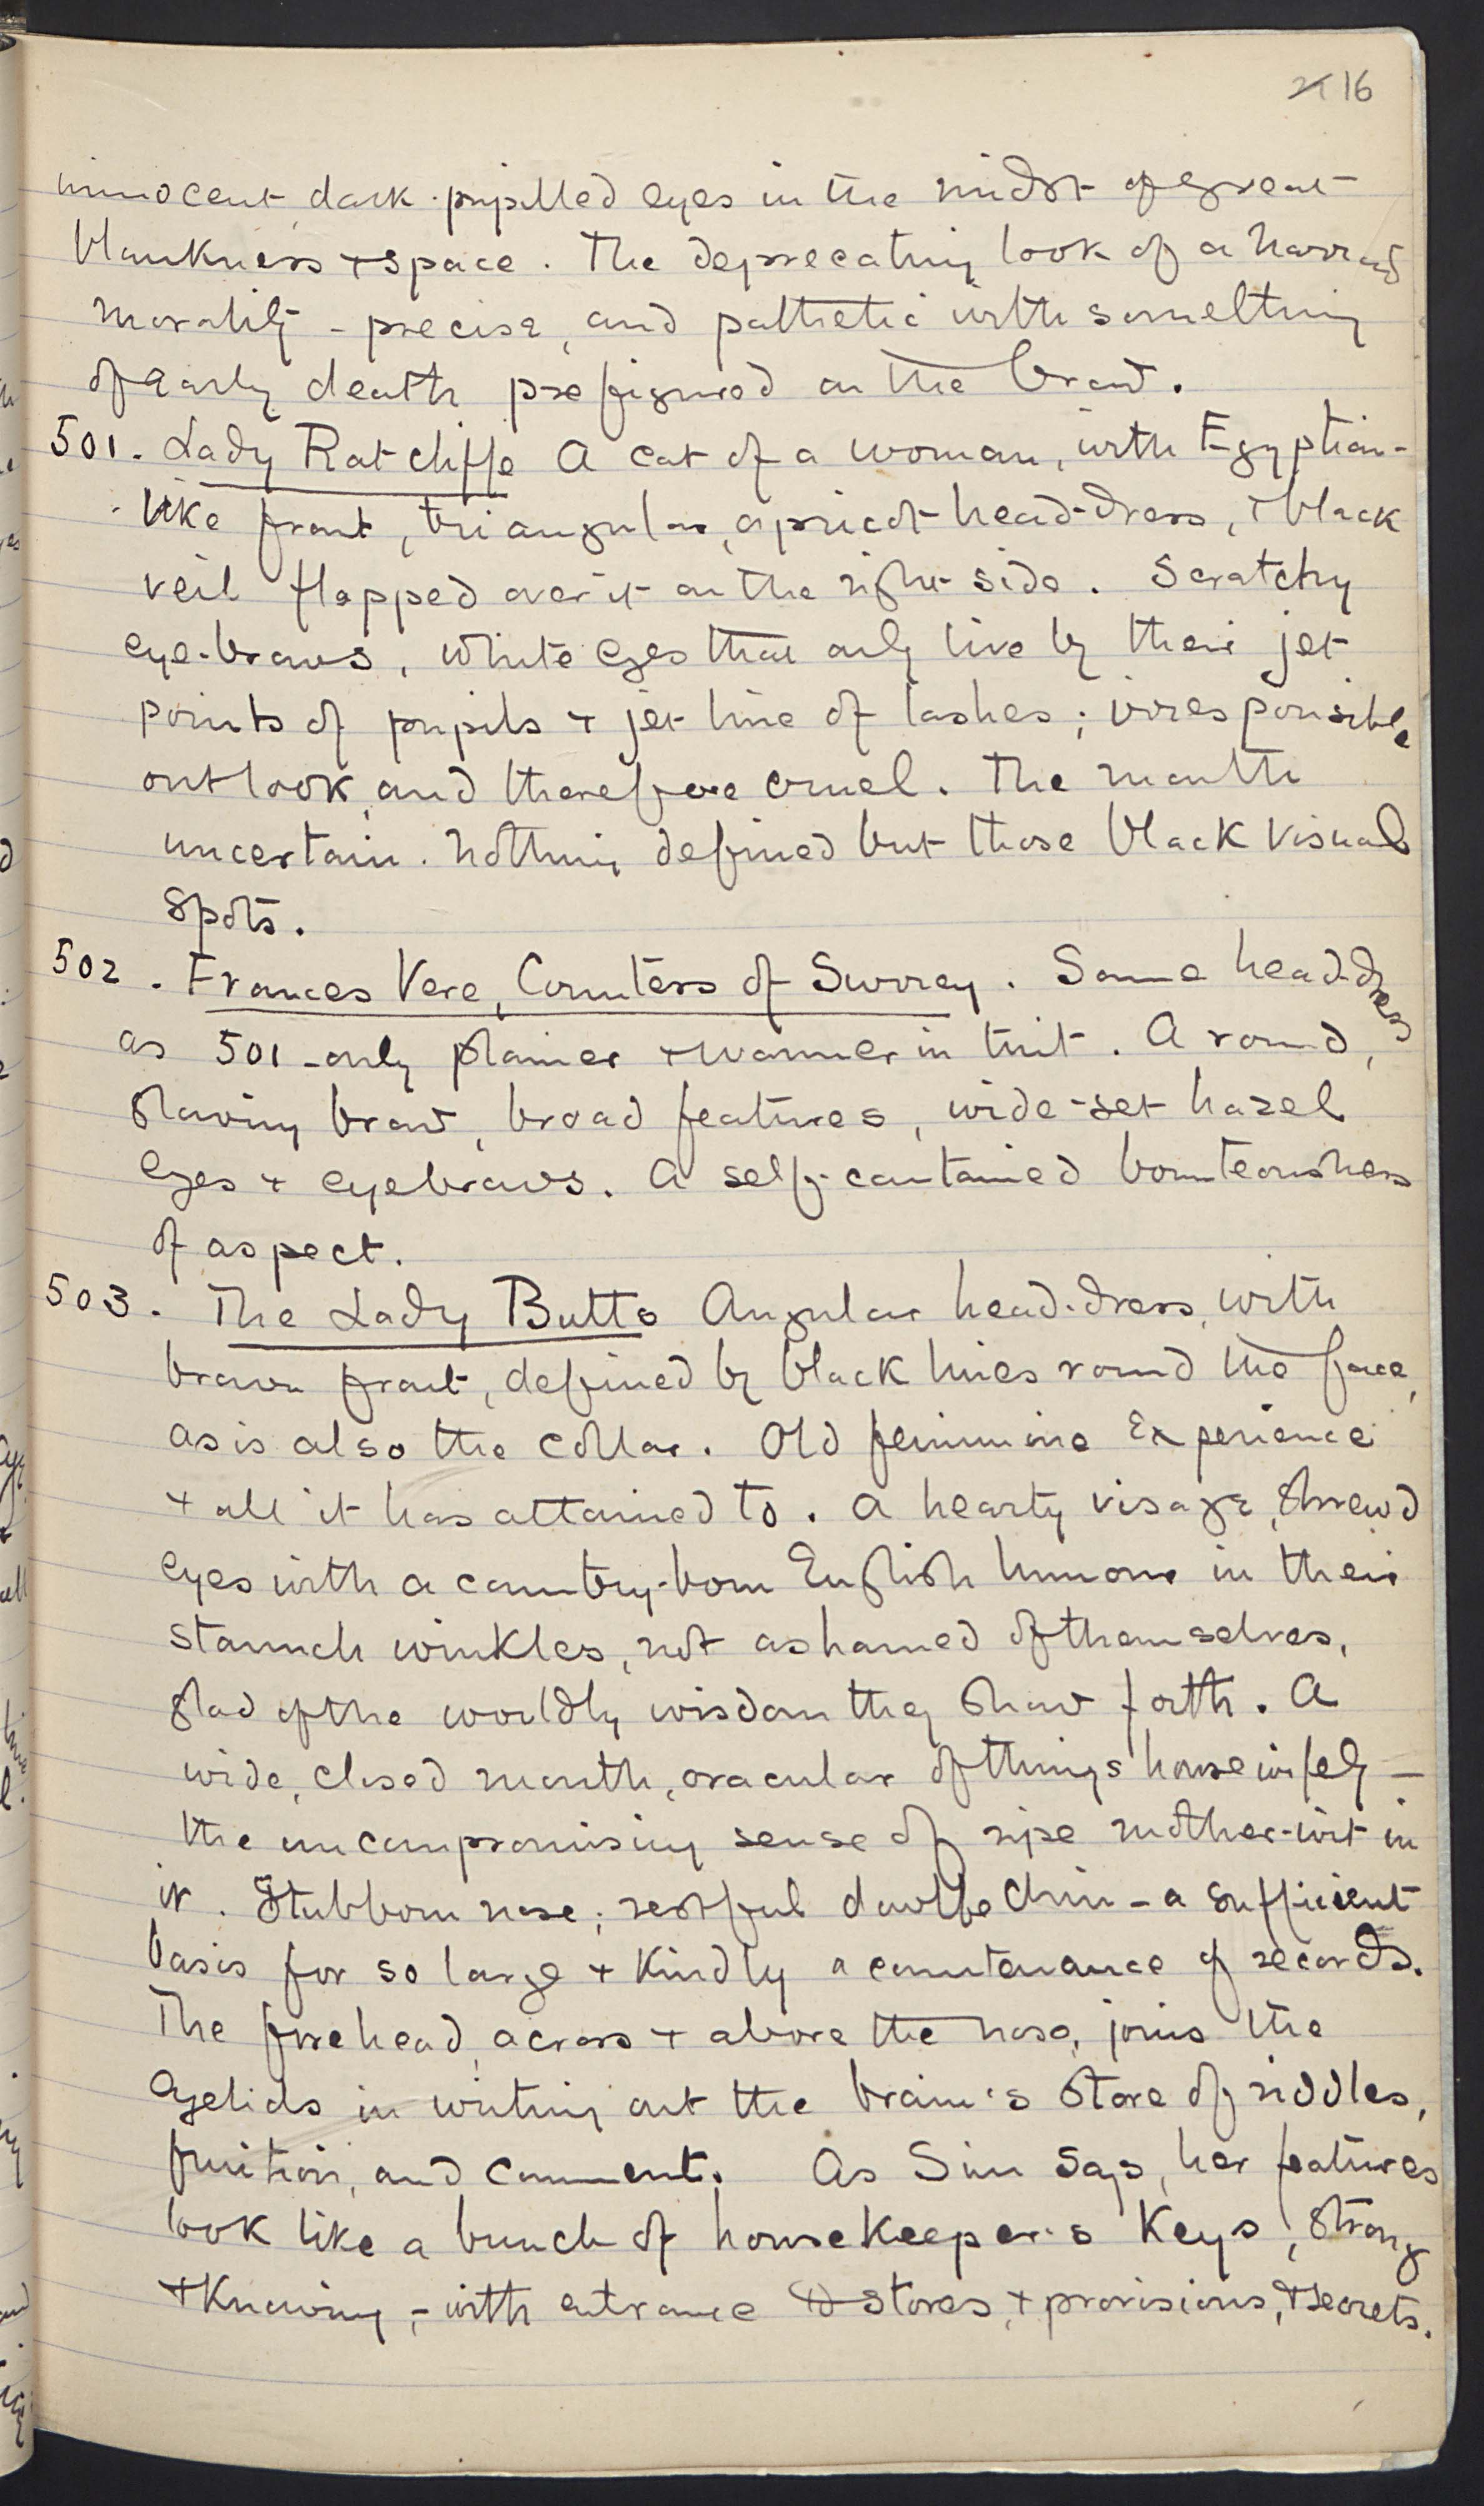 16
innocent dark-pupilled eyes in the midst of great
blankness + space. The deprecating look of a narrow
morality - precise, and pathetic with something
of early death prefigured on the brow.
501. Lady Ratcliffe A cat of a woman, with Egyptian-
like front, triangular, apricot head-dress, + black
veil flapped over it on the right side. Scratchy
eye-brows, white eyes that only live by their jet
points of pupils + jet line of lashes; irresponsible
outlook, and therefore cruel. The mouth
uncertain. Nothing defined but those black visual
spots.
502. Frances Vere, Countess of Surrey. Same head-dress
as 501 - only plainer + warmer in tint. A round,
glowing brow, broad features, wide-set hazel
eyes + eyebrows. A self-contained bounteousness
of aspect.
503. The Lady Butts Angular head-dress, with
brown front, defined by black lines round the face,
as is also the collar. Old feminine Experience
+ all it has attained to. A hearty visage, shrewd
eyes with a country-born English humour in their
staunch winkles, not ashamed of themselves,
glad of the worldly wisdom they show forth. A
wide, closed mouth, oracular of things housewifely —
the uncompromising sense of ripe mother-wit in
it. Stubborn nose; restful double chin - a sufficient
basis for so large + kindly a countenance of records.
The forehead, across + above the nose, joins the
eyelids in writing out the brain's store of riddles,
fruition, and comment. As Sim says, her features
look like a bunch of housekeeper's keys, strong
+ knowing, - with entrance to stores, + provisions, + secrets.